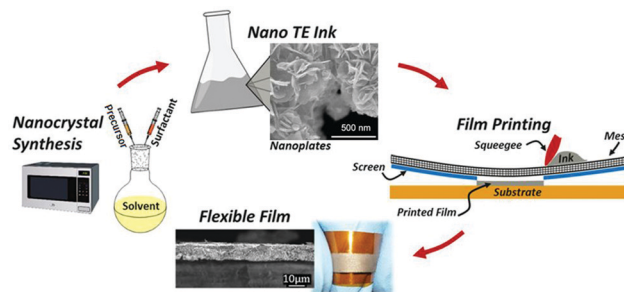 Nano TE Ink
Precursor
Surfactant
Nanocrystal
Synthesis
Solvent
500 nm
Nanoplates
Film Printing
Squeegee
Ink
Mes
Screen
Substrate
Printed Film
Flexible Film
10μm